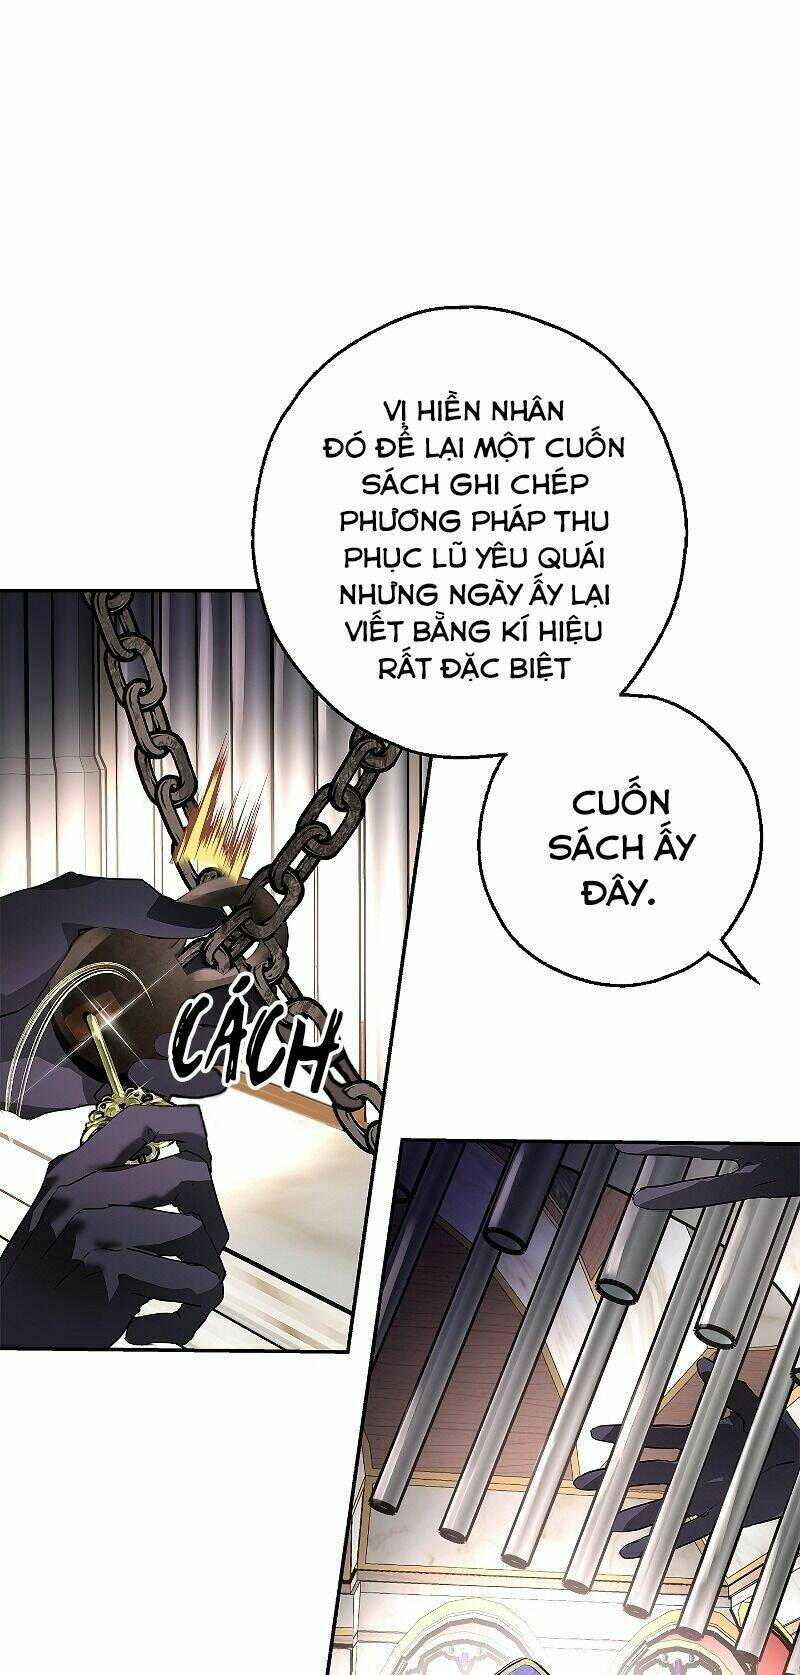 VỊ HIỀN NHÂN
ĐÓ ĐỂ LẠI MỘT CUỐN
SÁCH GHI CHÉP
PHƯƠNG PHÁP THU
PHỤC LŨ YÊU QUÁI
NHƯNG NGÀY ẤY LẠI
VIẾT BẰNG KÍ HIỆU
RẤT ĐẶC BIỆT
CUỐN
SÁCH ẤY
ĐÂY.
CÁCH